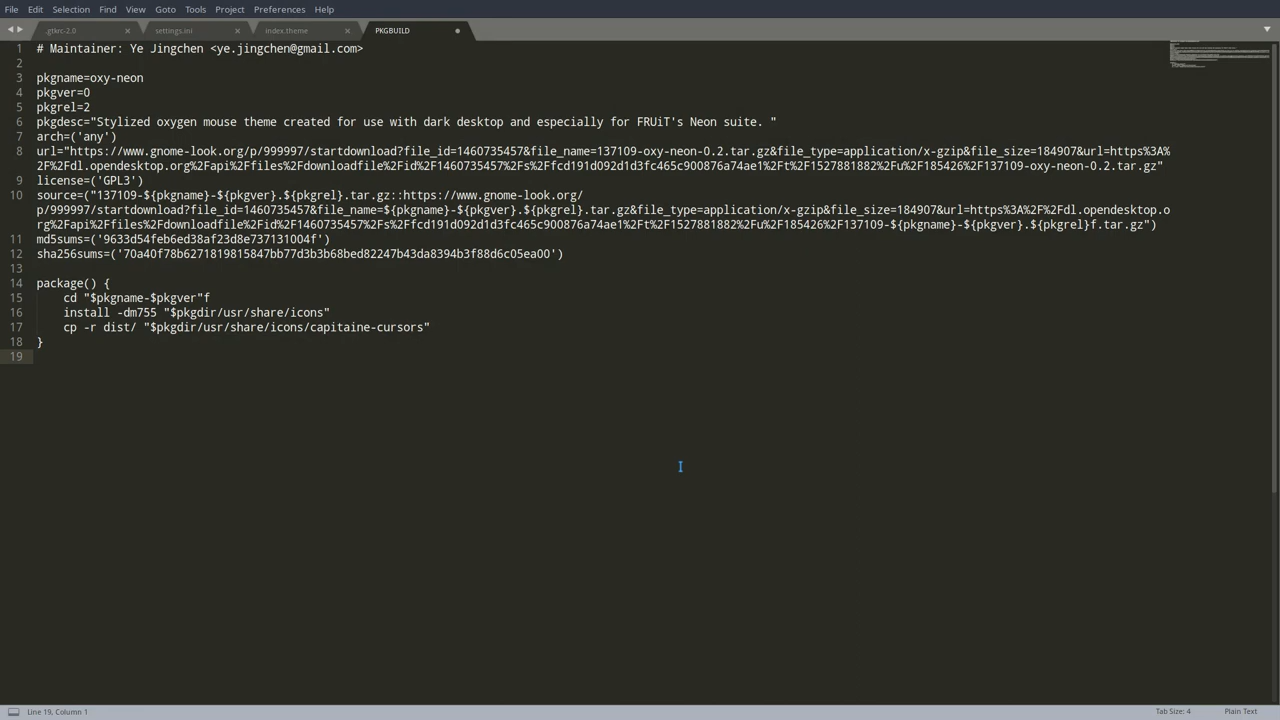 File Edit Selection Find View Goto Tools Project Preferences Help
.gtkrc-2.0 × settings.ini × index.theme × PKGBUILD
1 # Maintainer: Ye Jingchen <ye.jingchen@gmail.com>
2
3 pkgname=oxy-neon
4 pkgver=0
5 pkgrel=2
6 pkgdesc="Stylized oxygen mouse theme created for use with dark desktop and especially for FRUiT's Neon suite. "
7 arch=('any')
8 url="https://www.gnome-look.org/p/999997/startdownload?file_id=1460735457&file_name=137109-oxy-neon-0.2.tar.gz&file_type=application/x-gzip&file_size=184907&url=https%3A%
2F%2Fdl.opendesktop.org%2Fapi%2Ffiles%2Fdownloadfile%2Fid%2F1460735457%2Fs%2Ffcd191d092d1d3fc465c900876a74ae1%2Ft%2F1527881882%2Fu%2F185426%2F137109-oxy-neon-0.2.tar.gz"
9 license=('GPL3')
10 source=("137109-${pkgname}-${pkgver}.${pkgrel}.tar.gz::https://www.gnome-look.org/
p/999997/startdownload?file_id=1460735457&file_name=${pkgname}-${pkgver}.${pkgrel}.tar.gz&file_type=application/x-gzip&file_size=184907&url=https%3A%2F%2Fdl.opendesktop.o
rg%2Fapi%2Ffiles%2Fdownloadfile%2Fid%2F1460735457%2Fs%2Ffcd191d092d1d3fc465c900876a74ae1%2Ft%2F1527881882%2Fu%2F185426%2F137109-${pkgname}-${pkgver}.${pkgrel}f.tar.gz")
11 md5sums=('9633d54feb6ed38af23d8e737131004f')
12 sha256sums=('70a40f78b6271819815847bb77d3b3b68bed82247b43da8394b3f88d6c05ea00')
13
14 package() {
15     cd "$pkgname-$pkgver"f
16     install -dm755 "$pkgdir/usr/share/icons"
17     cp -r dist/ "$pkgdir/usr/share/icons/capitaine-cursors"
18 }
19
Line 19, Column 1 Tab Size: 4 Plain Text